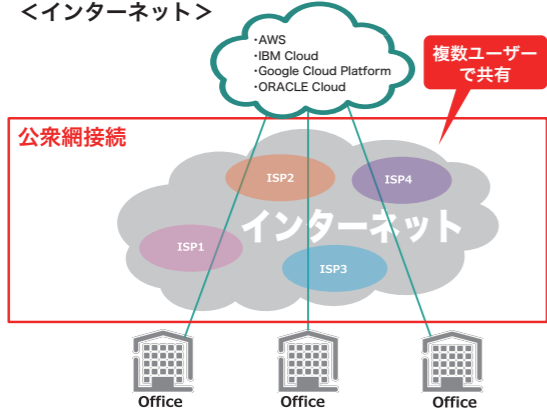 ＜インターネット＞
・AWS
・IBM Cloud
・Google Cloud Platform
・ORACLE Cloud
複数ユーザー
で共有
公衆網接続
ISP2
ISP4
インターネット
ISP1
ISP3
Office
Office
Office